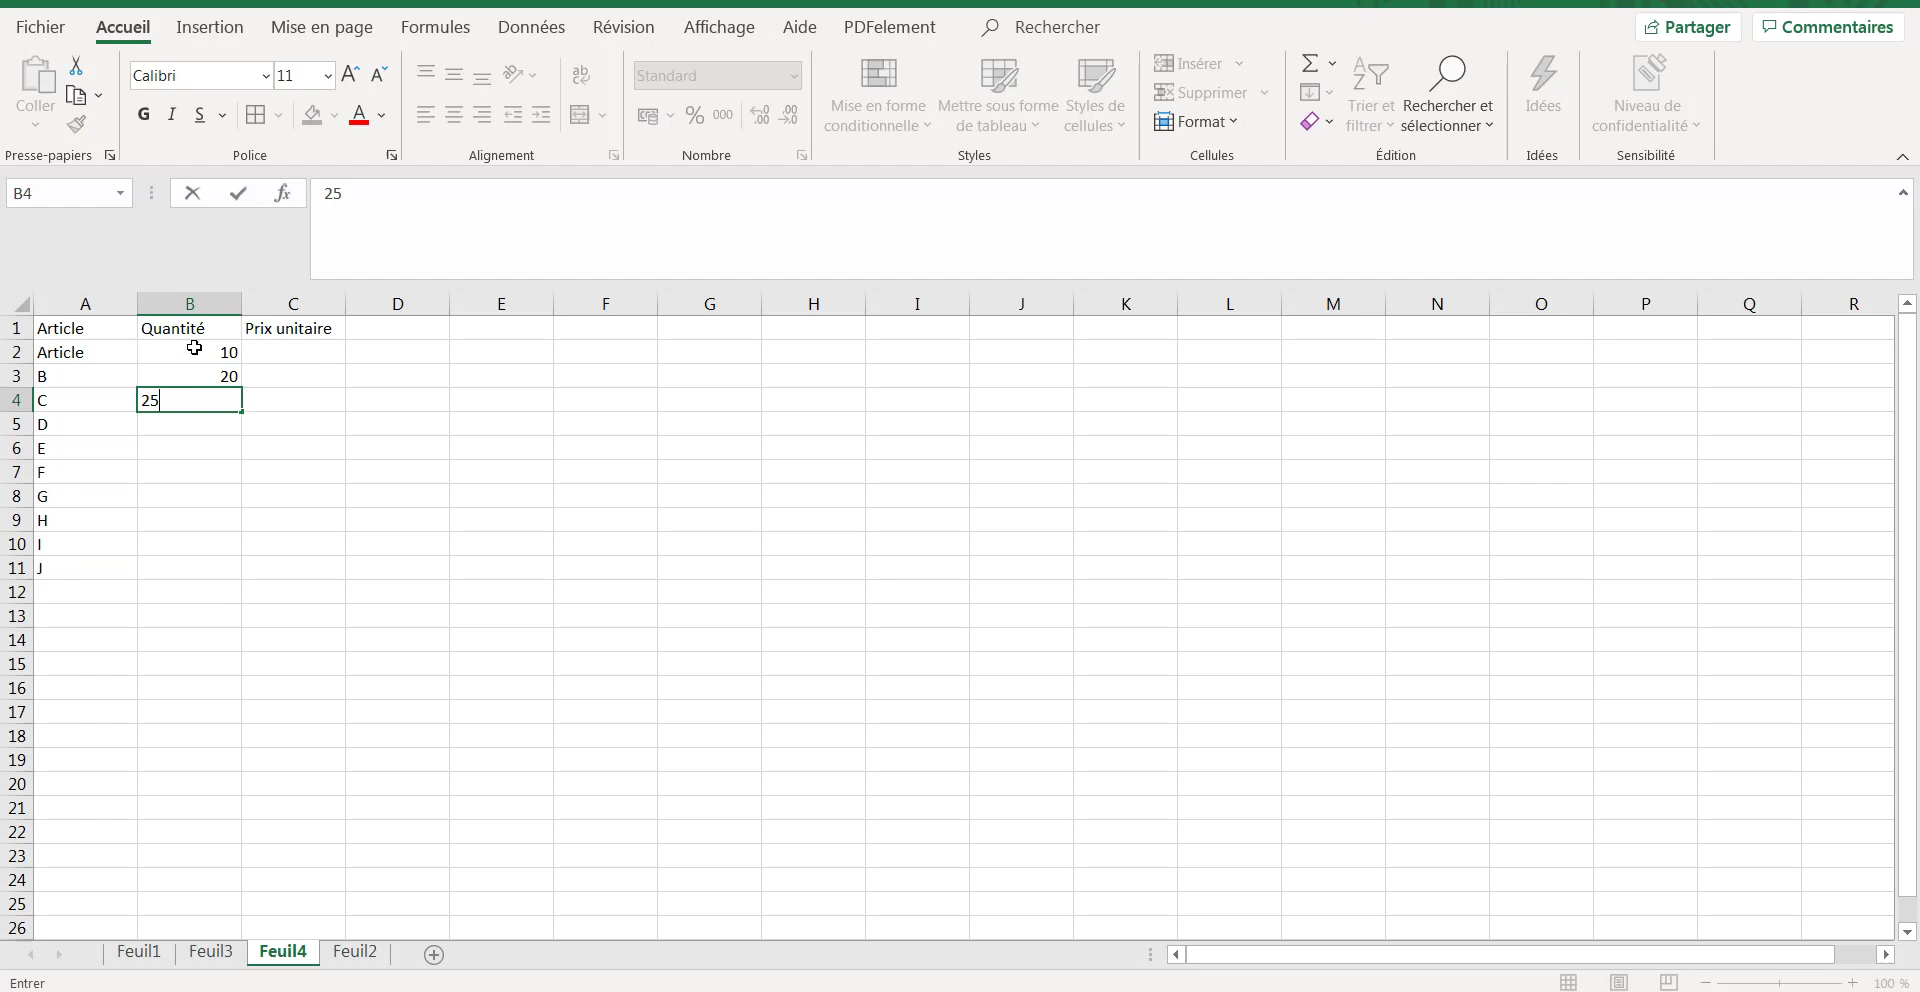 Fichier Accueil Insertion Mise en page Formules Données Révision Affichage Aide PDFelement Rechercher Partager Commentaires
Coller
Presse-papiers
Calibri 11
G I S
Police
ab
Alignement
Standard
% 000 ,00 ,00
Nombre
Mise en forme conditionnelle
Mettre sous forme de tableau
Styles de cellules
Styles
Insérer
Supprimer
Format
Cellules
Σ
Trier et filtrer
Rechercher et sélectionner
Édition
Idées
Idées
Niveau de confidentialité
Sensibilité
B4 fx 25
A B C D E F G H I J K L M N O P Q R
1 Article Quantité Prix unitaire
2 Article 10
3 B 20
4 C 25
5 D
6 E
7 F
8 G
9 H
10 I
11 J
12
13
14
15
16
17
18
19
20
21
22
23
24
25
26
Feuil1 Feuil3 Feuil4 Feuil2
Entrer 100 %